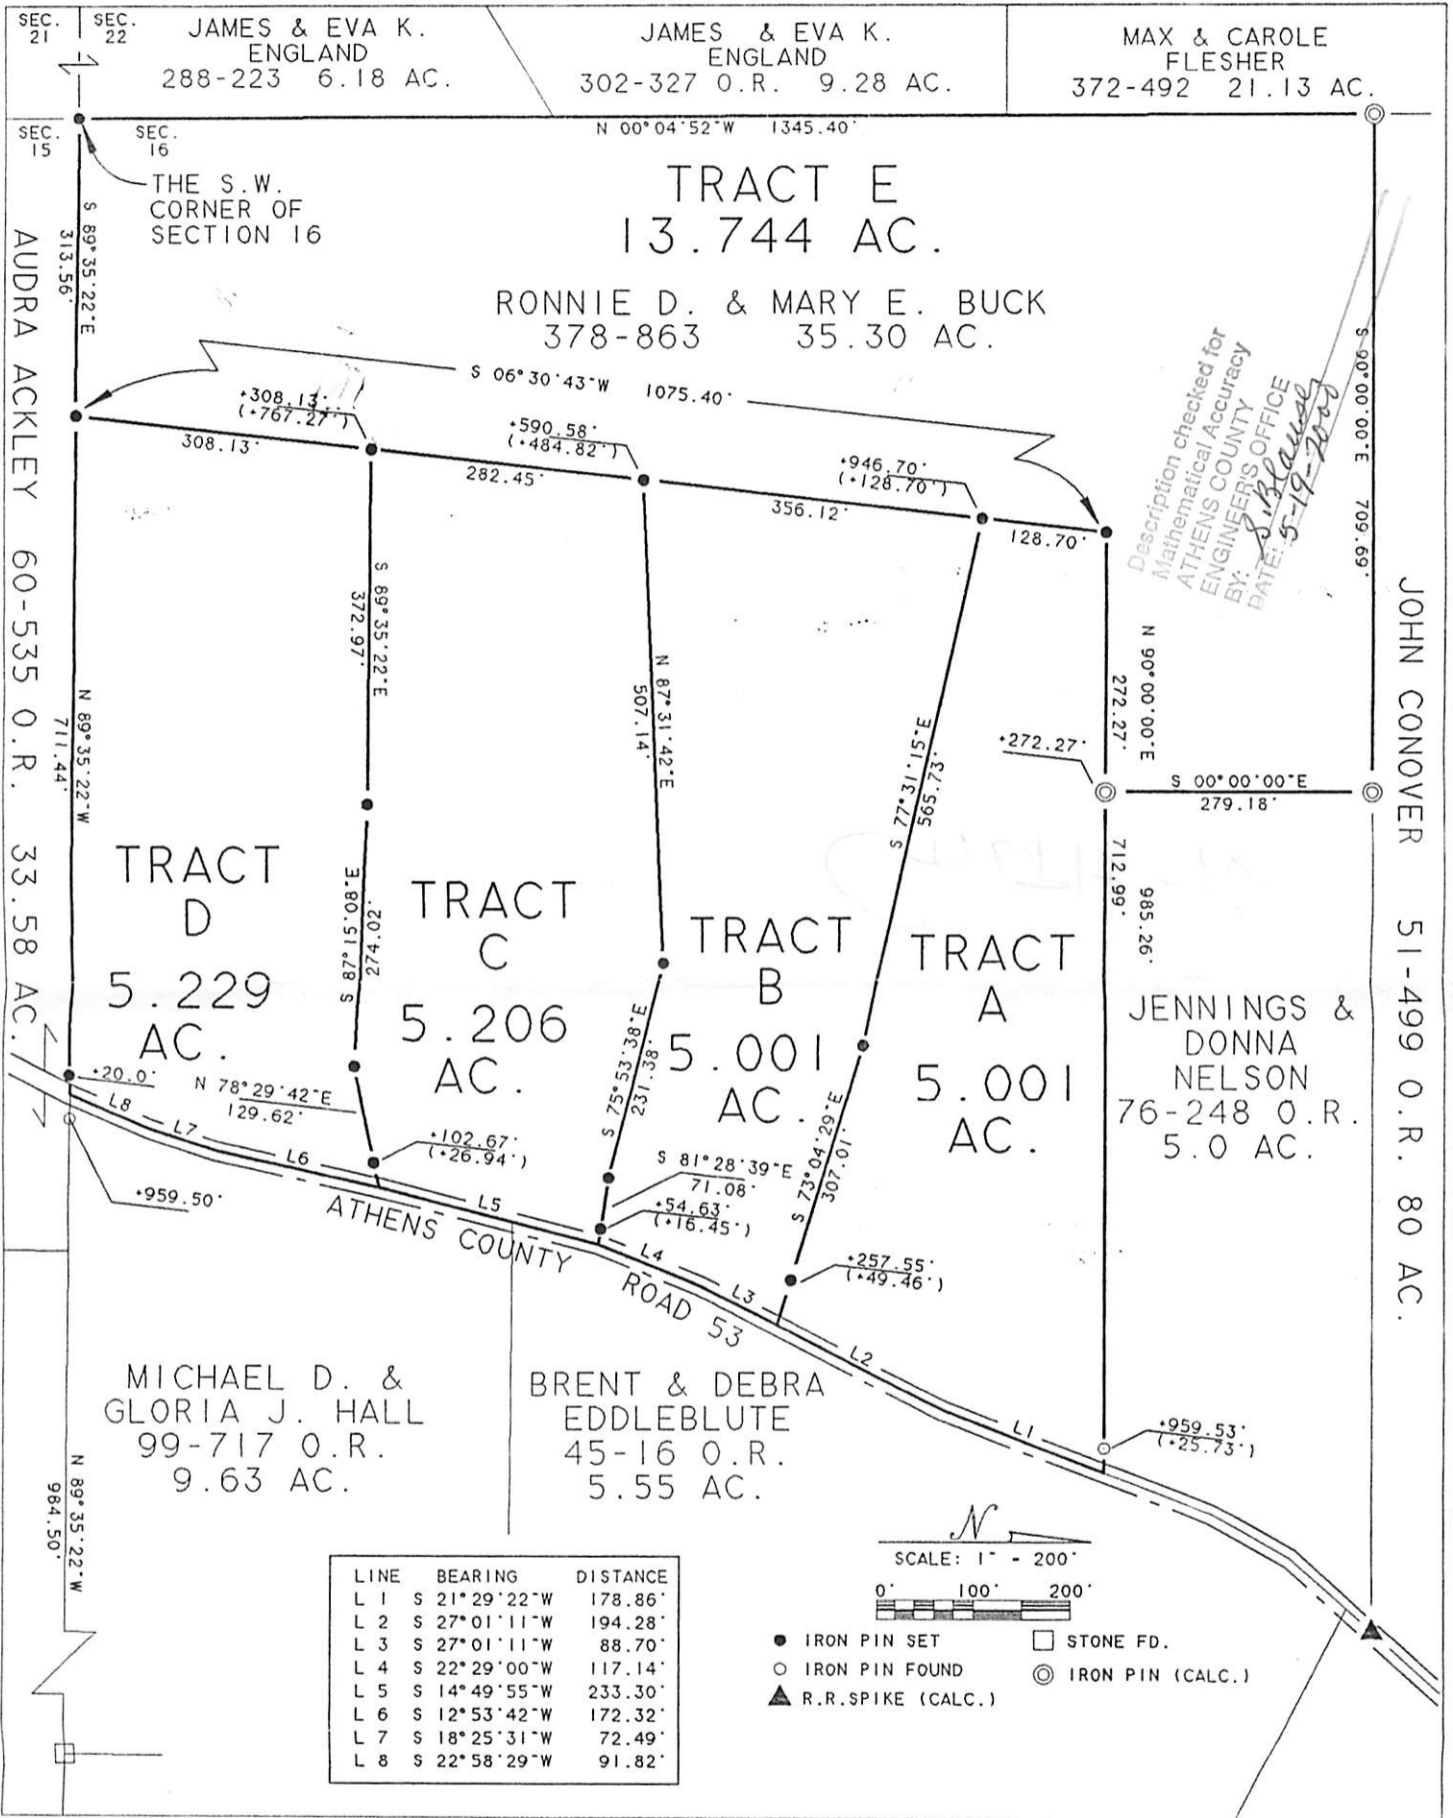 SEC. 21
SEC. 22
JAMES & EVA K.
ENGLAND
288-223 6.18 AC.
JAMES & EVA K.
ENGLAND
302-327 O.R. 9.28 AC.
MAX & CAROLE
FLESHER
372-492 21.13 AC.
SEC. 15
SEC. 16
N 00°04'52"W 1345.40'
THE S.W.
CORNER OF
SECTION 16
TRACT E
13.744 AC.
RONNIE D. & MARY E. BUCK
378-863 35.30 AC.
S 89°35'22"E
313.56'
AUDRA ACKLEY 60-535 O.R. 33.58 AC.
S 06°30'43"W 1075.40'
+308.13'
(+767.27')
308.13'
+590.58'
(+484.82')
282.45'
+946.70'
(+128.70')
356.12'
128.70'
Description checked for
Mathematical Accuracy
ATHENS COUNTY
ENGINEER'S OFFICE
BY:
DATE: 5-19-2000
S 90°00'00"E 709.69'
JOHN CONOVER 51-499 O.R. 80 AC.
S 89°35'22"E
372.97'
N 87°31'42"E
507.14'
S 77°31'15"E
565.73'
N 90°00'00"E
272.27'
+272.27'
S 00°00'00"E
279.18'
N 89°35'22"W
711.44'
712.99'
985.26'
TRACT
D
5.229
AC.
S 87°15'08"E
274.02'
TRACT
C
5.206
AC.
TRACT
B
5.001
AC.
TRACT
A
5.001
AC.
JENNINGS &
DONNA
NELSON
76-248 O.R.
5.0 AC.
S 75°53'38"E
231.38'
S 73°04'29"E
307.01'
+20.0'
N 78°29'42"E
129.62'
+102.67'
(+26.94')
S 81°28'39"E
71.08'
+54.63'
(+16.45')
+257.55'
(+49.46')
+959.50'
L8
L7
L6
L5
L4
L3
L2
L1
ATHENS COUNTY ROAD 53
+959.53'
(+25.73')
MICHAEL D. &
GLORIA J. HALL
99-717 O.R.
9.63 AC.
BRENT & DEBRA
EDDLEBLUTE
45-16 O.R.
5.55 AC.
N 89°35'22"W
984.50'
LINE BEARING DISTANCE
L 1 S 21°29'22"W 178.86'
L 2 S 27°01'11"W 194.28'
L 3 S 27°01'11"W 88.70'
L 4 S 22°29'00"W 117.14'
L 5 S 14°49'55"W 233.30'
L 6 S 12°53'42"W 172.32'
L 7 S 18°25'31"W 72.49'
L 8 S 22°58'29"W 91.82'
N
SCALE: 1" - 200'
0' 100' 200'
IRON PIN SET
IRON PIN FOUND
R.R.SPIKE (CALC.)
STONE FD.
IRON PIN (CALC.)